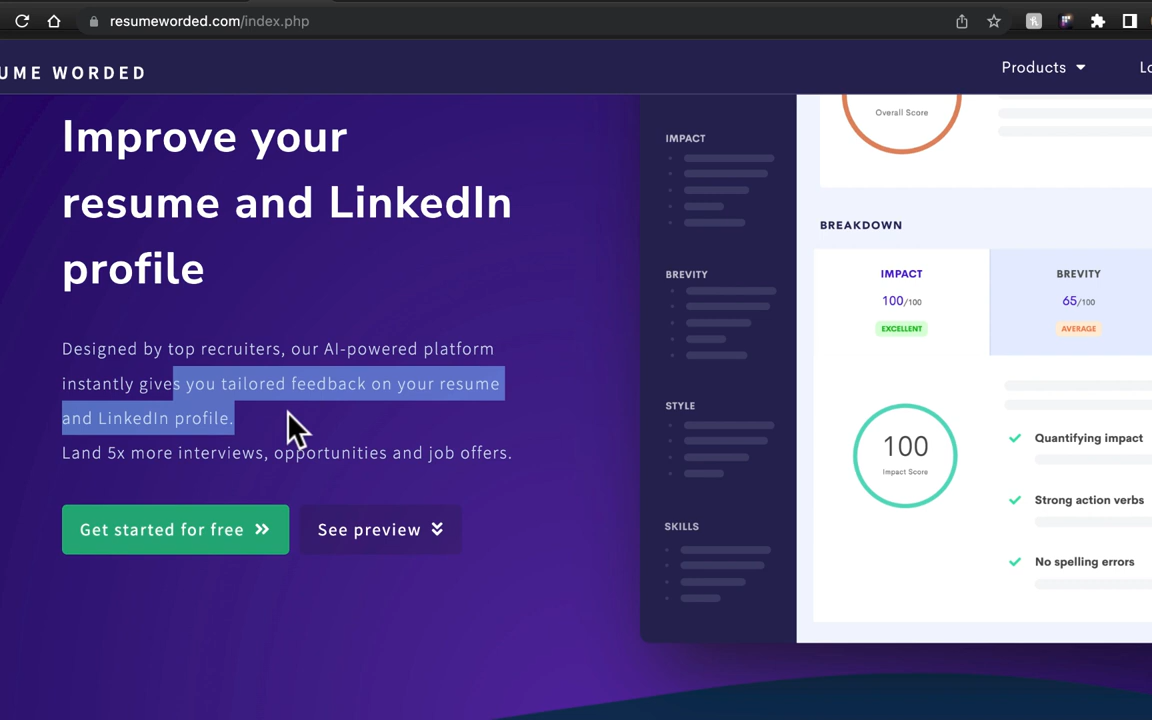 resumeworded.com/index.php
UME WORDED
Products
Lo
Improve your
resume and LinkedIn
profile
Designed by top recruiters, our AI-powered platform
instantly gives you tailored feedback on your resume
and LinkedIn profile.
Land 5x more interviews, opportunities and job offers.
Get started for free
See preview
Overall Score
IMPACT
BREVITY
STYLE
SKILLS
BREAKDOWN
IMPACT
100/100
EXCELLENT
BREVITY
65/100
AVERAGE
100
Impact Score
Quantifying impact
Strong action verbs
No spelling errors